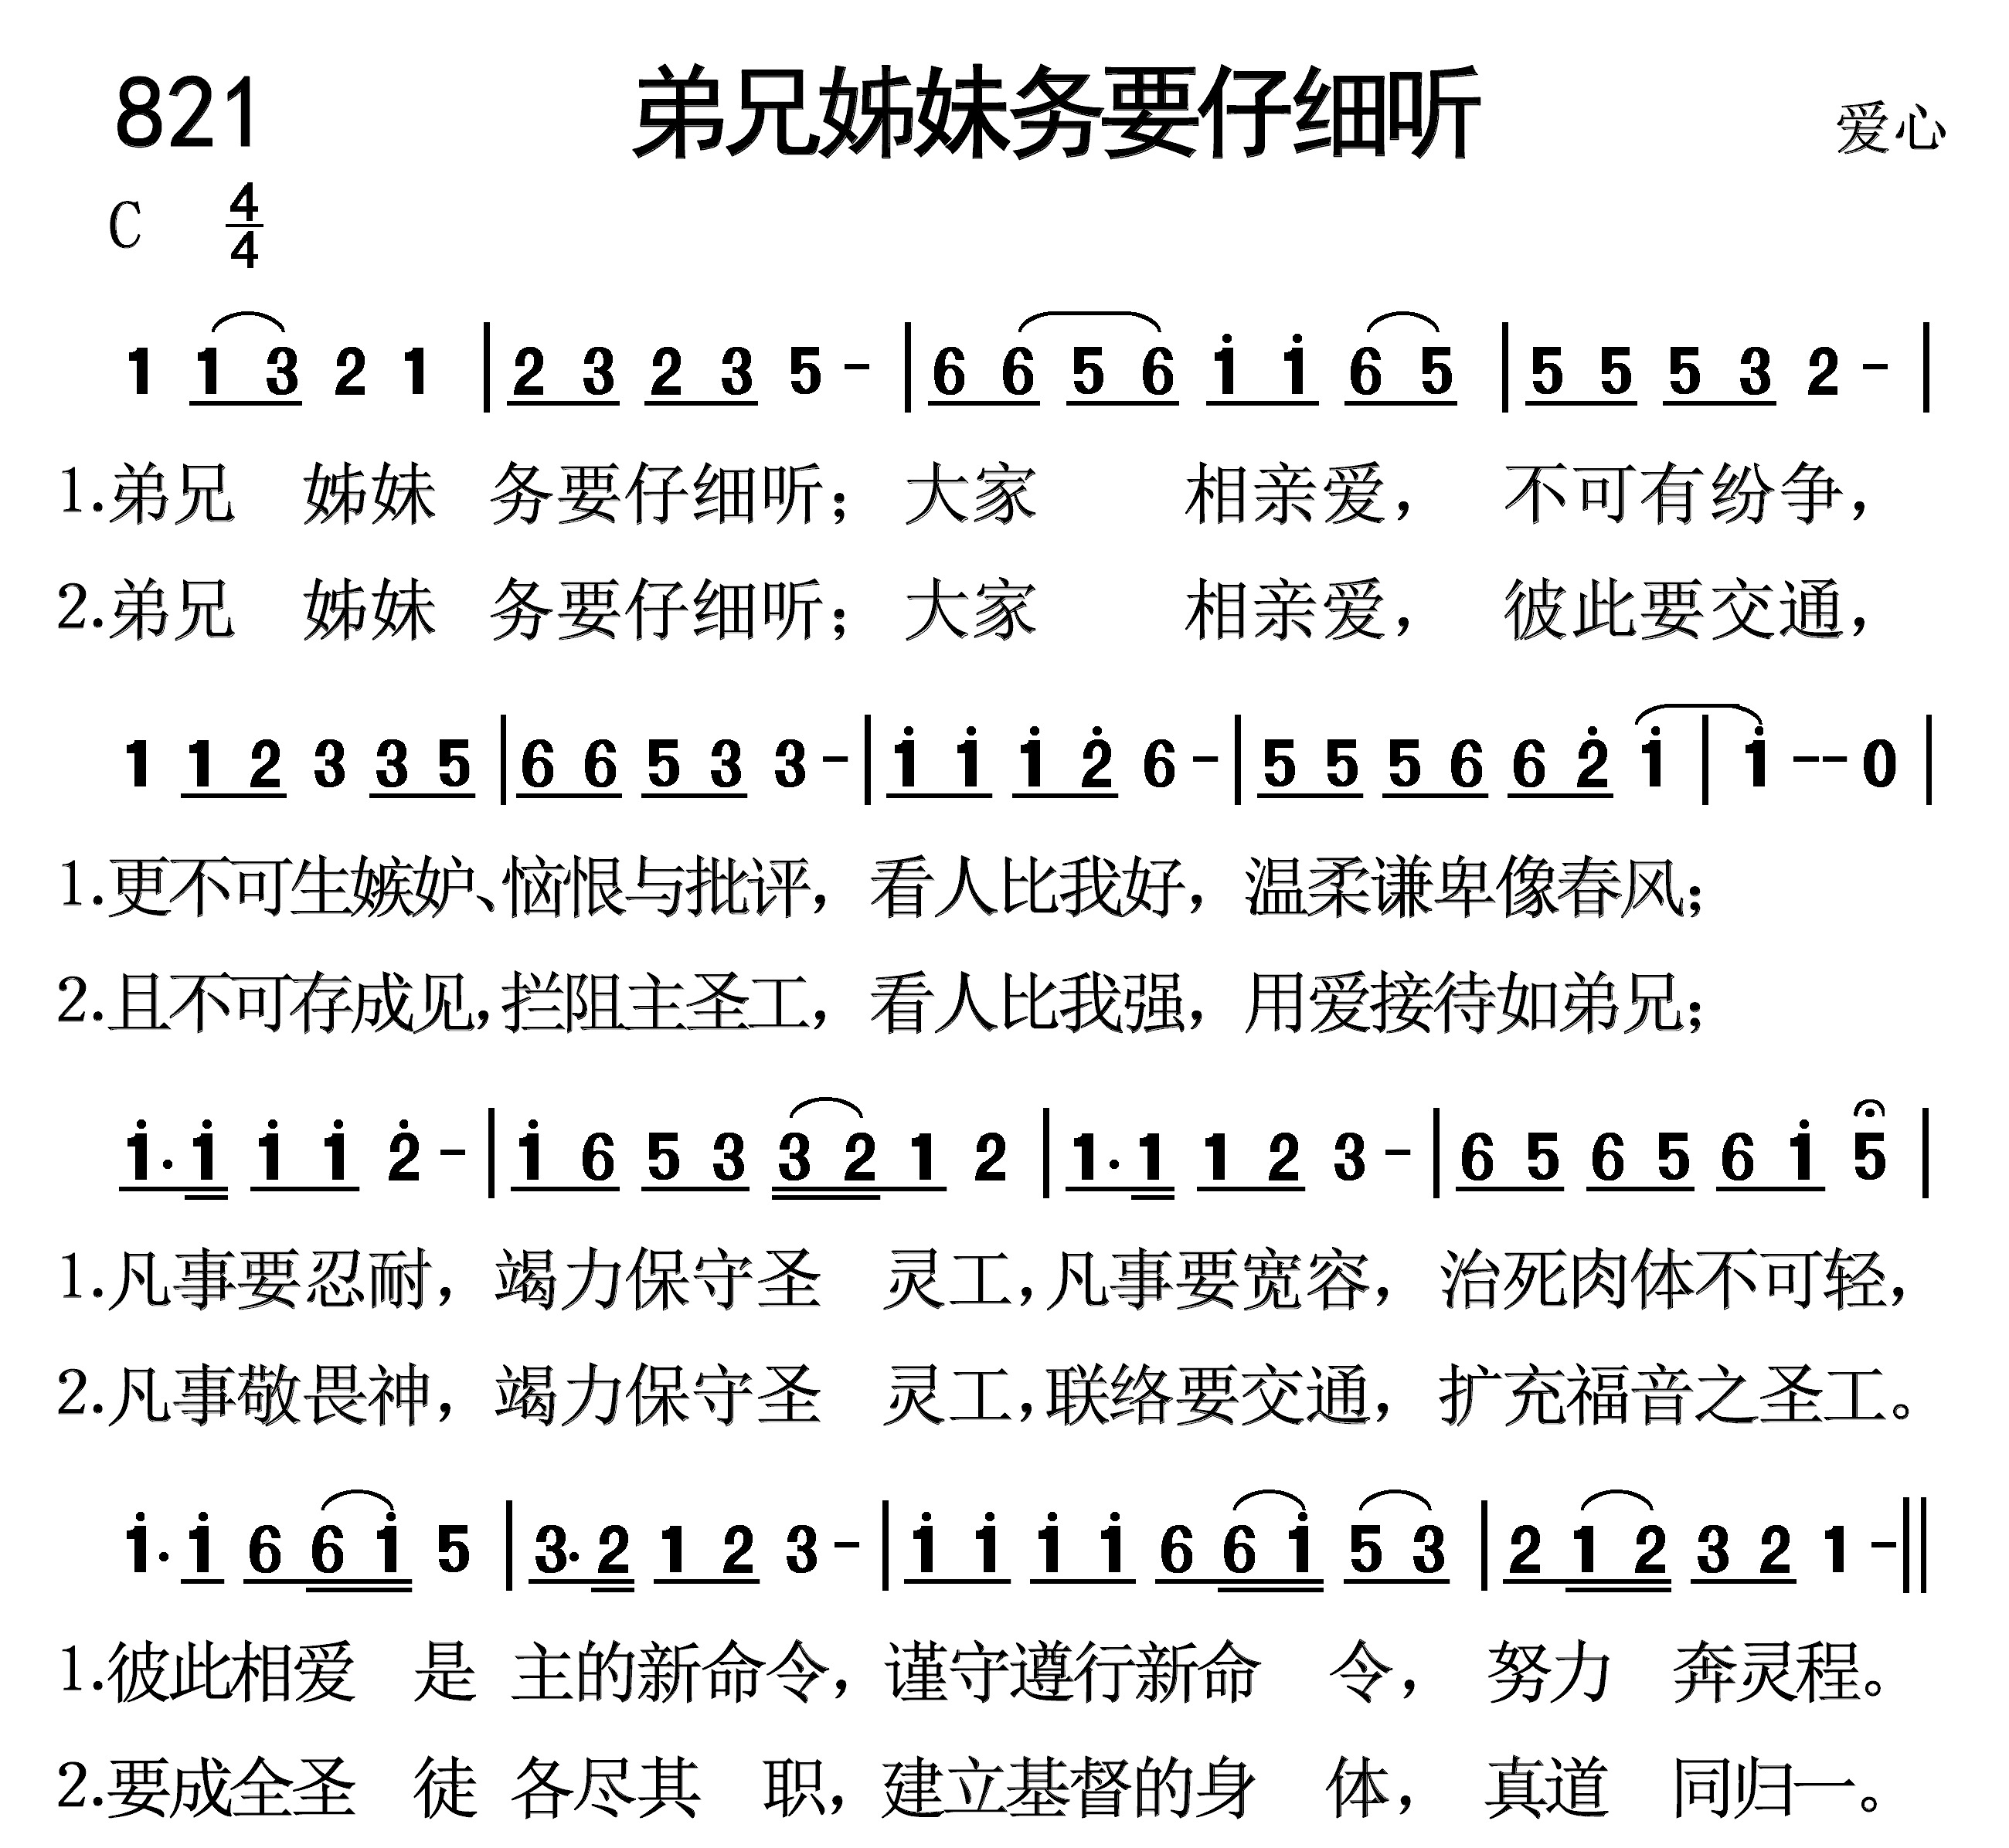 821 弟兄姊妹务要仔细听 爱心
C 4/4
1 1 3 2 1 | 2 3 2 3 5 - | 6 6 5 6 i i 6 5 | 5 5 5 3 2 - |
1.弟兄 姊妹 务要仔细听；大家 相亲爱，不可有纷争，
2.弟兄 姊妹 务要仔细听；大家 相亲爱，彼此要交通，
1 1 2 3 3 5 | 6 6 5 3 3 - | i i i 2̇ 6 - | 5 5 5 6 6 2̇ i | i - - 0 |
1.更不可生嫉妒、恼恨与批评，看人比我好，温柔谦卑像春风；
2.且不可存成见，拦阻主圣工，看人比我强，用爱接待如弟兄；
i· i i i 2̇ - | i 6 5 3 3 2 1 2 | 1· 1 1 2 3 - | 6 5 6 5 6 i 5 |
1.凡事要忍耐，竭力保守圣 灵工，凡事要宽容，治死肉体不可轻，
2.凡事敬畏神，竭力保守圣 灵工，联络要交通，扩充福音之圣工。
i· i 6 6 i 5 | 3· 2 1 2 3 - | i i i i 6 6 i 5 3 | 2 1 2 3 2 1 - ||
1.彼此相爱 是 主的新命令，谨守遵行新命 令，努力 奔灵程。
2.要成全圣 徒 各尽其 职，建立基督的身 体，真道 同归一。